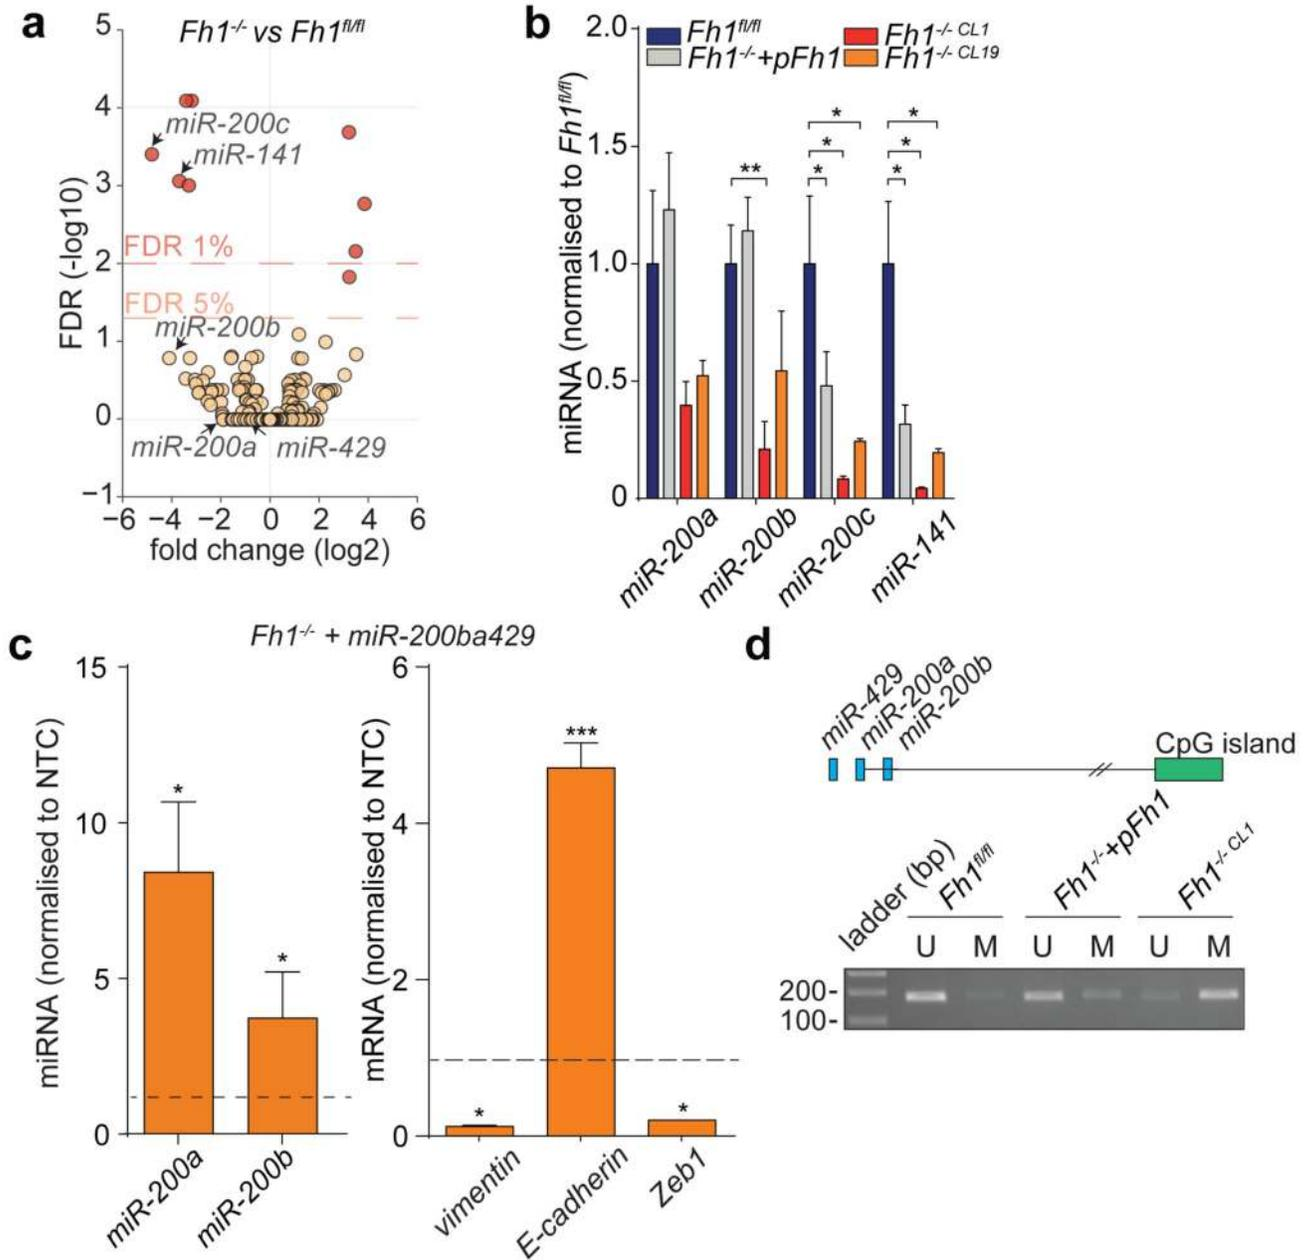 a
Fh1-/- vs Fh1fl/fl
5
4
3
2
1
0
−1
FDR (-log10)
miR-200c
miR-141
FDR 1%
FDR 5%
miR-200b
miR-200a
miR-429
−6 −4 −2 0 2 4 6
fold change (log2)
b
Fh1fl/fl
Fh1-/-+pFh1
Fh1-/- CL1
Fh1-/- CL19
2.0
1.5
1.0
0.5
0
miRNA (normalised to Fh1fl/fl)
**
*
*
*
*
*
*
miR-200a
miR-200b
miR-200c
miR-141
c
Fh1-/- + miR-200ba429
15
10
5
0
miRNA (normalised to NTC)
*
*
miR-200a
miR-200b
6
4
2
0
mRNA (normalised to NTC)
*
***
*
vimentin
E-cadherin
Zeb1
d
miR-429
miR-200a
miR-200b
CpG island
ladder (bp)
Fh1fl/fl
Fh1-/-+pFh1
Fh1-/- CL1
U M U M U M
200-
100-